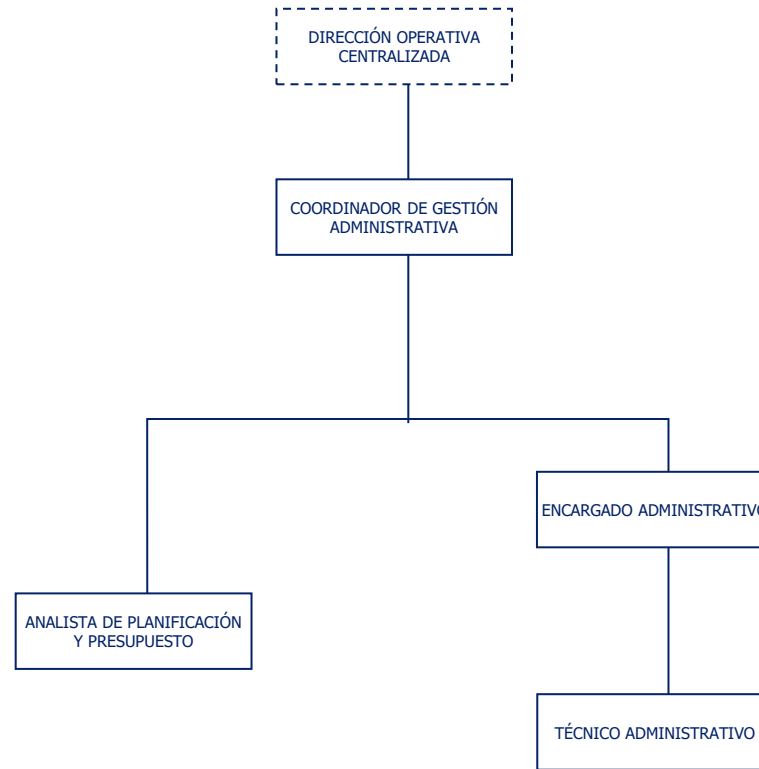 DIRECCIÓN OPERATIVA
CENTRALIZADA
COORDINADOR DE GESTIÓN
ADMINISTRATIVA
ENCARGADO ADMINISTRATIVO
ANALISTA DE PLANIFICACIÓN
Y PRESUPUESTO
TÉCNICO ADMINISTRATIVO